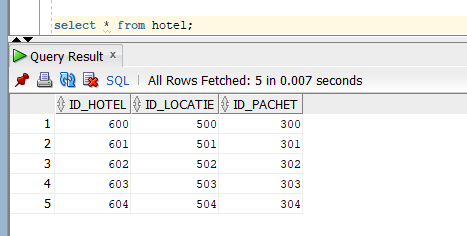 select * from hotel;
Query Result x
SQL | All Rows Fetched: 5 in 0.007 seconds
ID_HOTEL ID_LOCATIE ID_PACHET
1 600 500 300
2 601 501 301
3 602 502 302
4 603 503 303
5 604 504 304